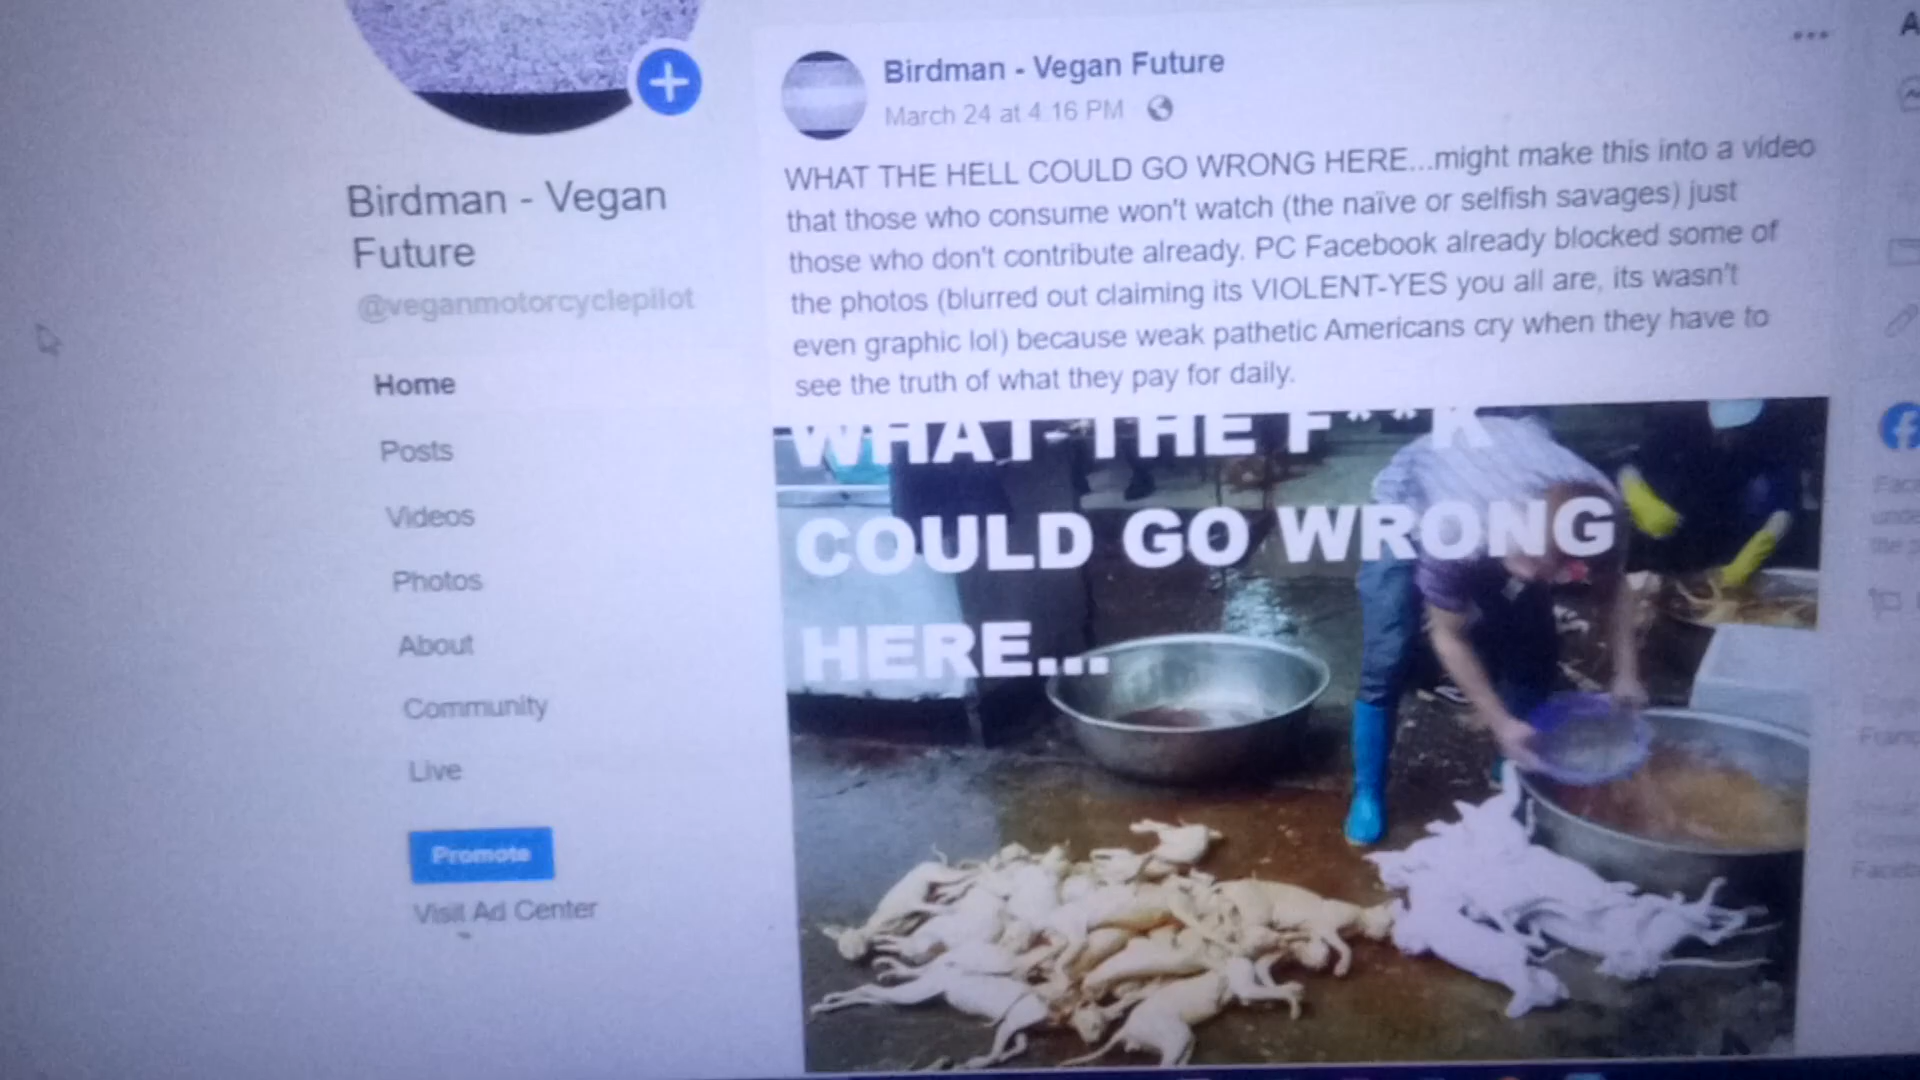 Birdman - Vegan
Future
@veganmotorcyclepilot
Home
Posts
Videos
Photos
About
Community
Live
Promote
Visit Ad Center
Birdman - Vegan Future
March 24 at 4:16 PM
WHAT THE HELL COULD GO WRONG HERE...might make this into a video
that those who consume won't watch (the naïve or selfish savages) just
those who don't contribute already. PC Facebook already blocked some of
the photos (blurred out claiming its VIOLENT-YES you all are, its wasn't
even graphic lol) because weak pathetic Americans cry when they have to
see the truth of what they pay for daily.
WHAT THE F**K
COULD GO WRONG
HERE...